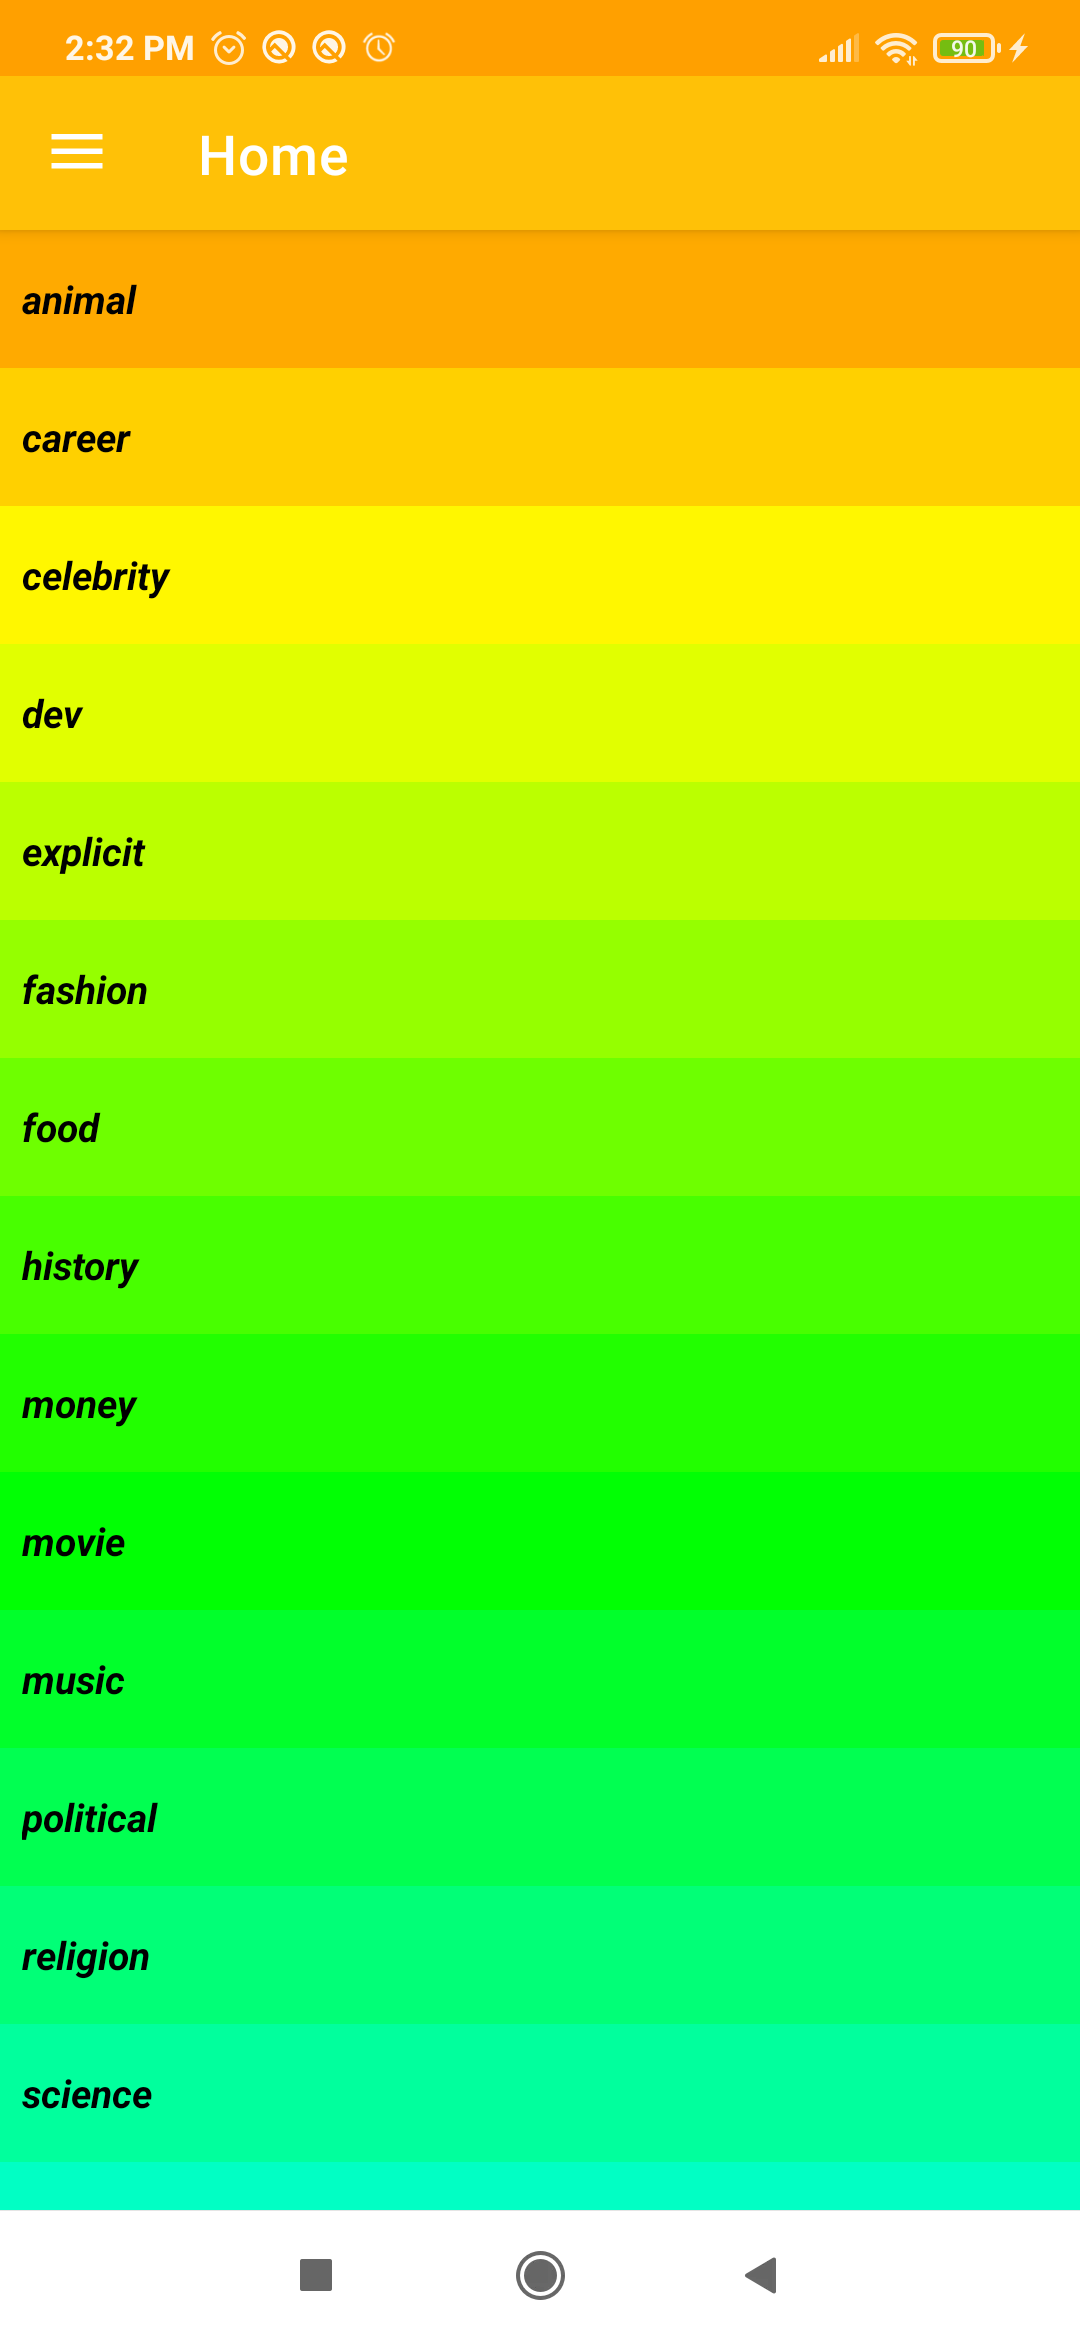 2:32 PM 90
Home
animal
career
celebrity
dev
explicit
fashion
food
history
money
movie
music
political
religion
science